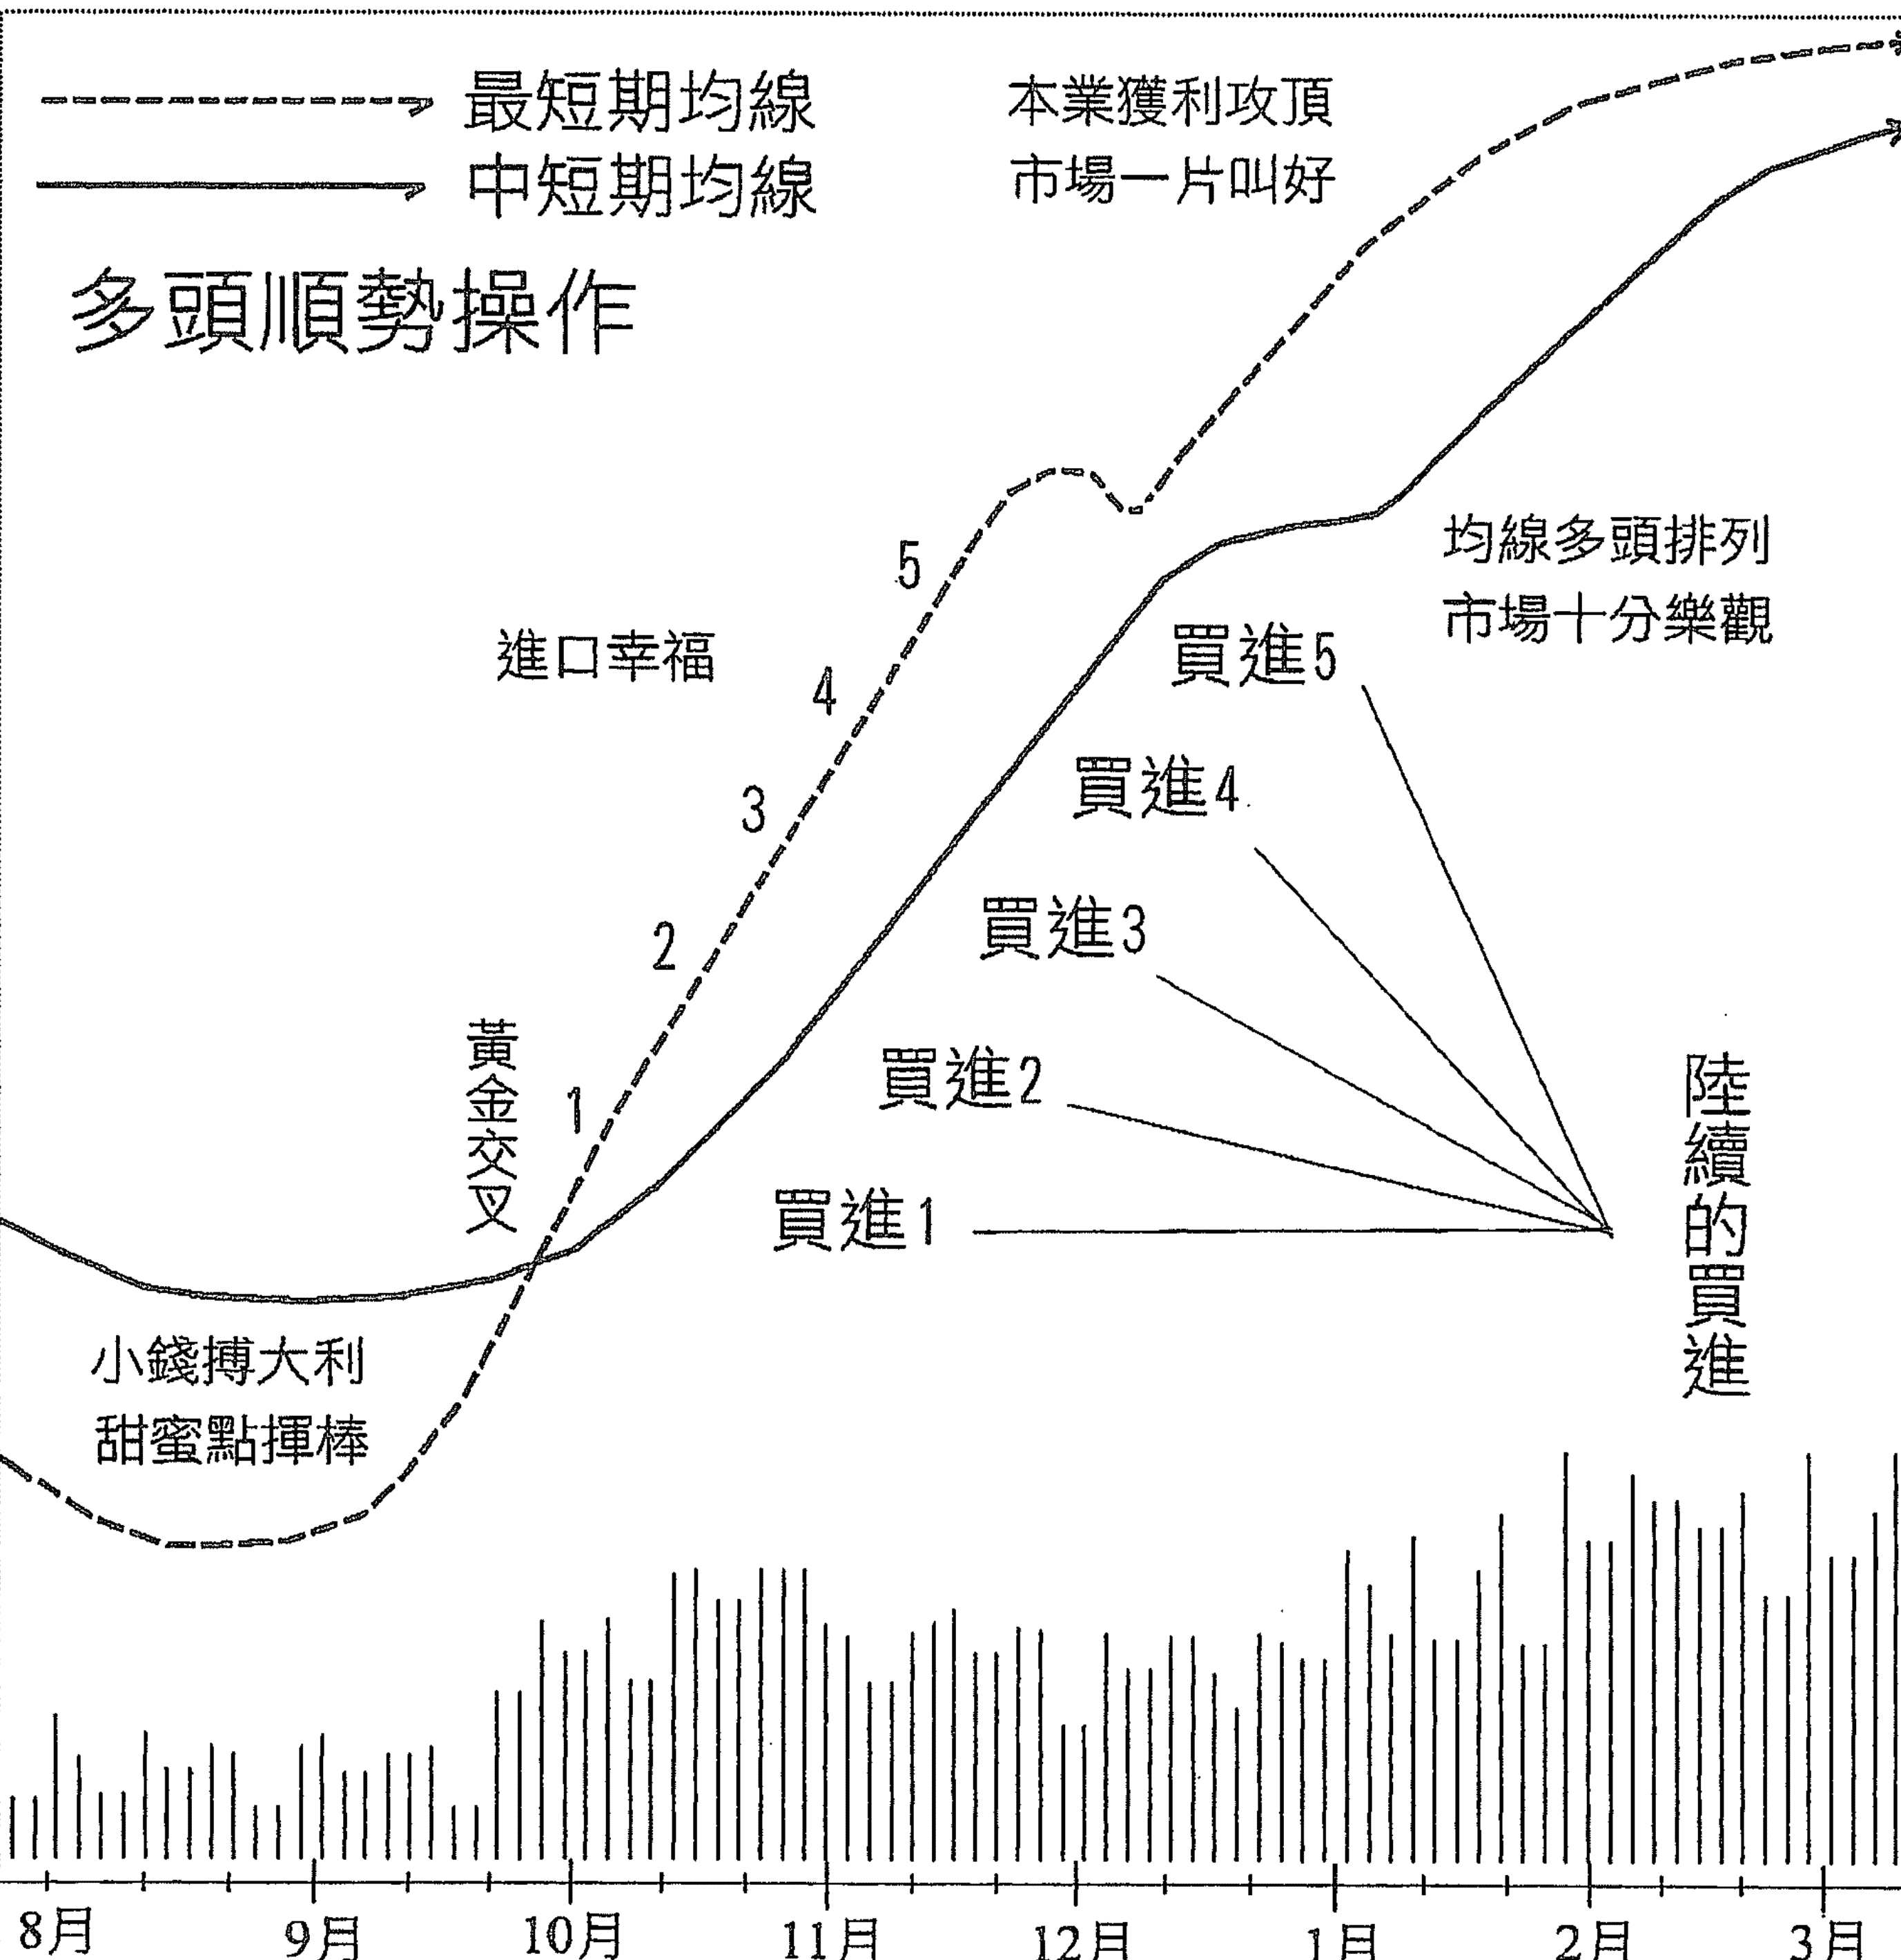 最短期均線
中短期均線
本業獲利攻頂
市場一片叫好
多頭順勢操作
均線多頭排列
市場十分樂觀
進口幸福
5
4
3
2
1
黃金交叉
買進5
買進4
買進3
買進2
買進1
陸續的買進
小錢搏大利
甜蜜點揮棒
8月
9月
10月
11月
12月
1月
2月
3月